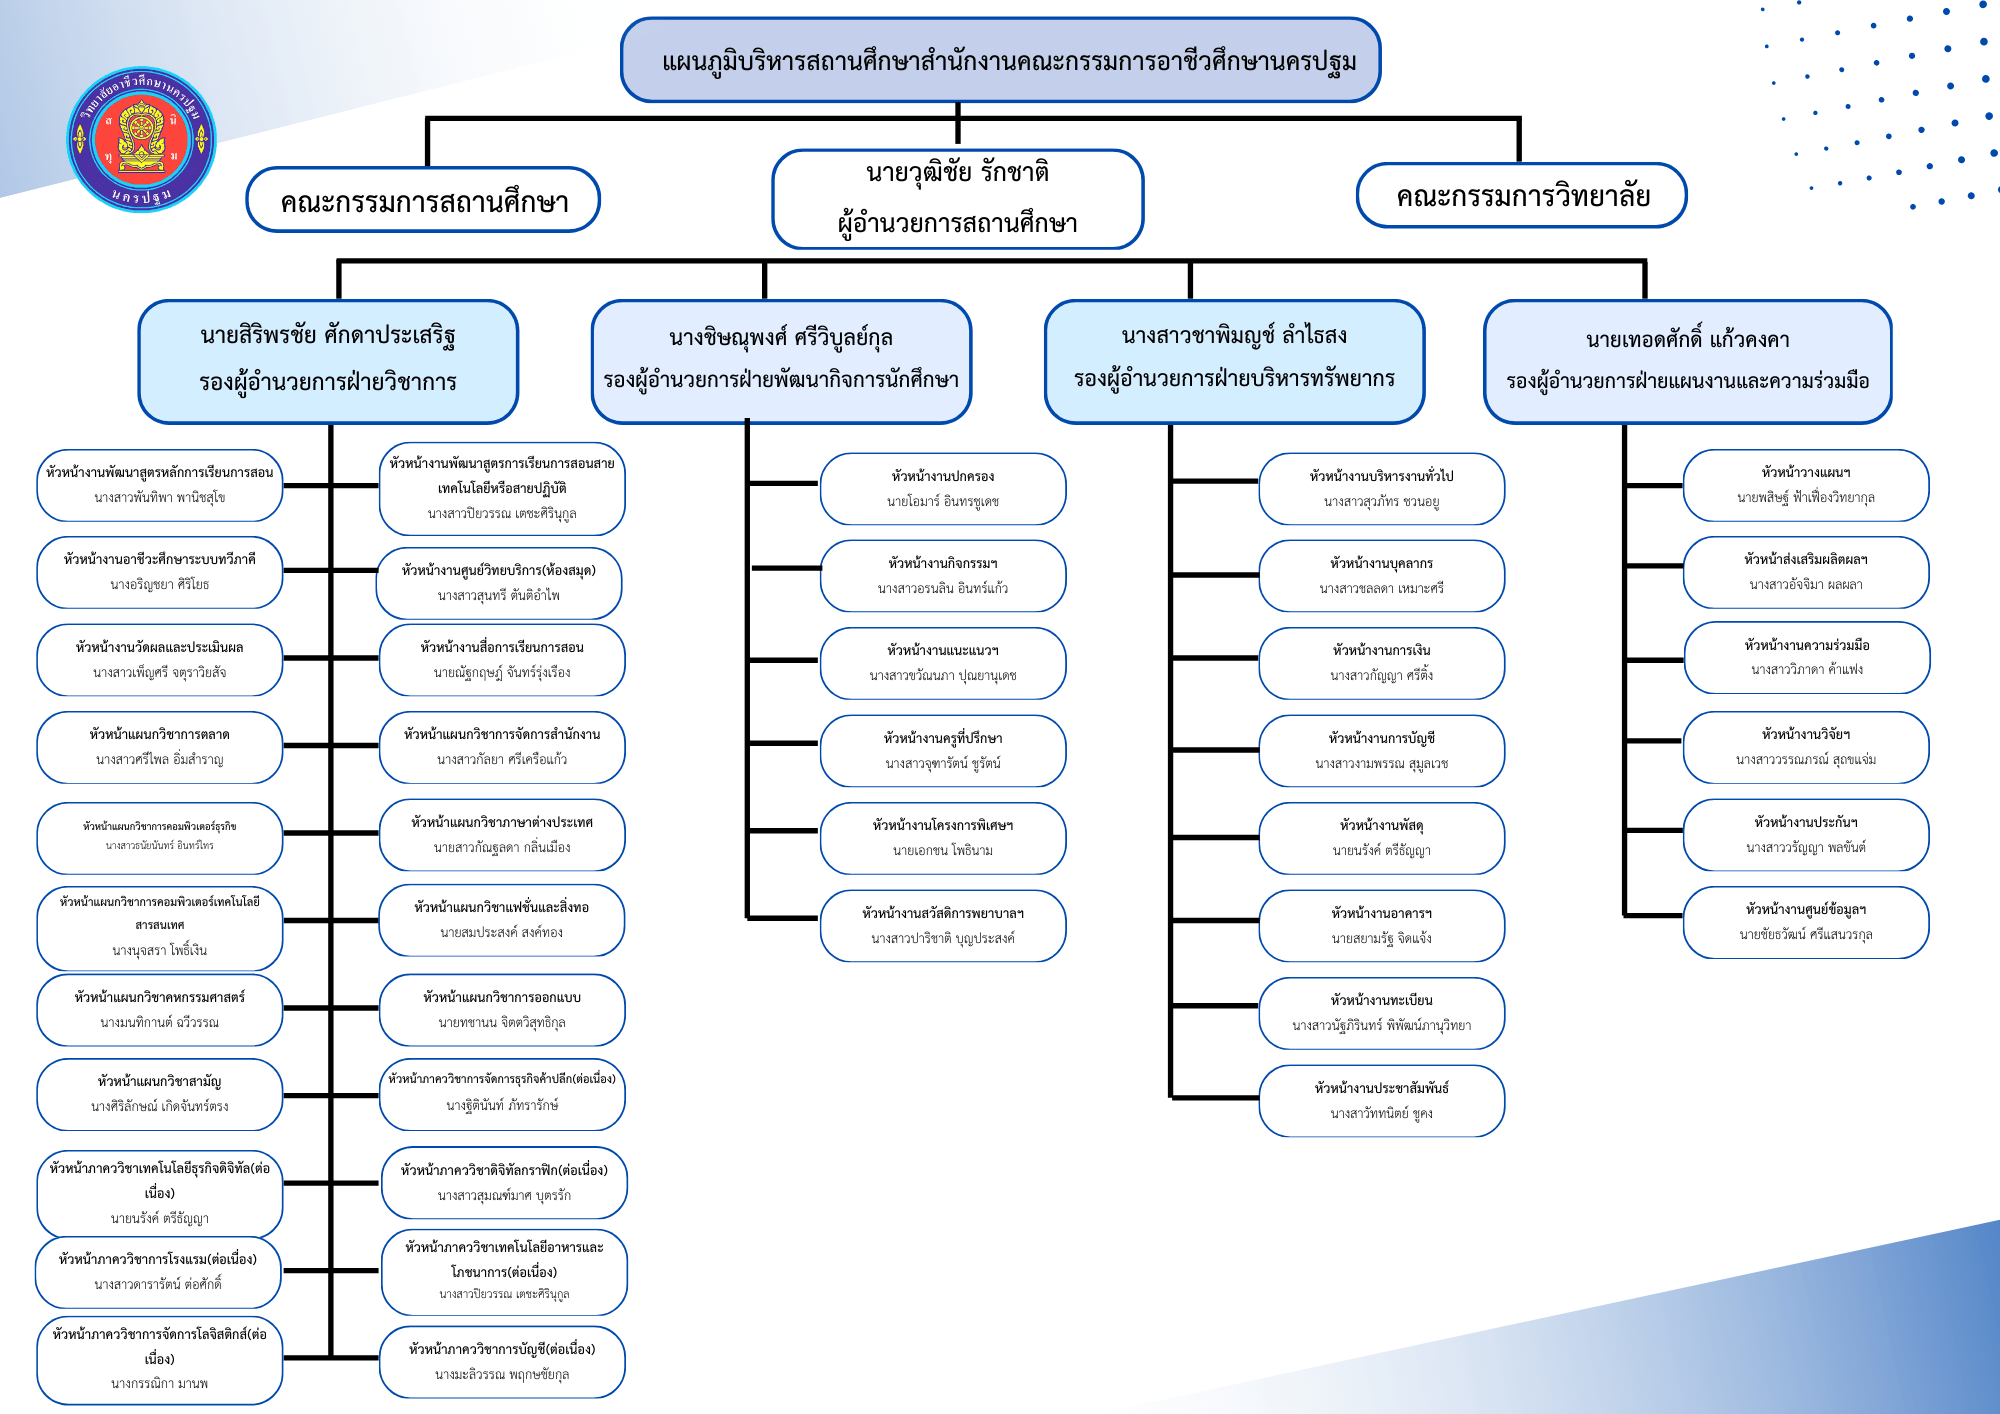 แผนภูมิบริหารสถานศึกษาสำนักงานคณะกรรมการอาชีวศึกษานครปฐม
วิทยาลัยอาชีวศึกษานครปฐม
ส นิ
ทุ ม
นครปฐม
คณะกรรมการสถานศึกษา
นายวุฒิชัย รักชาติ
ผู้อำนวยการสถานศึกษา
คณะกรรมการวิทยาลัย
นายสิริพรชัย ศักดาประเสริฐ
รองผู้อำนวยการฝ่ายวิชาการ
นางชิษณุพงศ์ ศรีวิบูลย์กุล
รองผู้อำนวยการฝ่ายพัฒนากิจการนักศึกษา
นางสาวชาพิมญช์ ลำไธสง
รองผู้อำนวยการฝ่ายบริหารทรัพยากร
นายเทอดศักดิ์ แก้วคงคา
รองผู้อำนวยการฝ่ายแผนงานและความร่วมมือ
หัวหน้างานพัฒนาสูตรหลักการเรียนการสอน
นางสาวพันทิพา พานิชสุโข
หัวหน้างานอาชีวะศึกษาระบบทวีภาคี
นางอริญชยา ศิริโยธ
หัวหน้างานวัดผลและประเมินผล
นางสาวเพ็ญศรี จตุราวิยสัจ
หัวหน้าแผนกวิชาการตลาด
นางสาวศรีไพล อิ่มสำราญ
หัวหน้าแผนกวิชาการคอมพิวเตอร์ธุรกิข
นางสาวธนัยนันทร์ อินทร์ไทร
หัวหน้าแผนกวิชาการคอมพิวเตอร์เทคโนโลยี
สารสนเทศ
นางนุจสรา โพธิ์เงิน
หัวหน้าแผนกวิชาคหกรรมศาสตร์
นางมนทิกานต์ ฉวีวรรณ
หัวหน้าแผนกวิชาสามัญ
นางศิริลักษณ์ เกิดจันทร์ตรง
หัวหน้าภาควิวิชาเทคโนโลยีธุรกิจดิจิทัล(ต่อ
เนื่อง)
นายนรังค์ ตรีธัญญา
หัวหน้าภาควิวิชาการโรงแรม(ต่อเนื่อง)
นางสาวดารารัตน์ ต่อศักดิ์
หัวหน้าภาควิวิชาการจัดการโลจิสติกส์(ต่อ
เนื่อง)
นางกรรณิกา มานพ
หัวหน้างานพัฒนาสูตรการเรียนการสอนสาย
เทคโนโลยีหรือสายปฏิบัติ
นางสาวปิยวรรณ เตชะศิรินุกูล
หัวหน้างานศูนย์วิทยบริการ(ห้องสมุด)
นางสาวสุนทรี ตันติอำไพ
หัวหน้างานสื่อการเรียนการสอน
นายณัฐกฤษฎ์ จันทร์รุ่งเรือง
หัวหน้าแผนกวิชาการจัดการสำนักงาน
นางสาวกัลยา ศรีเครือแก้ว
หัวหน้าแผนกวิชาภาษาต่างประเทศ
นายสาวกัณฐลดา กลิ่นเมือง
หัวหน้าแผนกวิชาแฟชั่นและสิ่งทอ
นายสมประสงค์ สงค์ทอง
หัวหน้าแผนกวิชาการออกแบบ
นายทชานน จิตตวิสุทธิกุล
หัวหน้าภาควิชาการจัดการธุรกิจค้าปลีก(ต่อเนื่อง)
นางฐิตินันท์ ภัทรารักษ์
หัวหน้าภาควิวิชาดิจิทัลกราฟิก(ต่อเนื่อง)
นางสาวสุมณฑ์มาศ บุตรรัก
หัวหน้าภาควิวิชาเทคโนโลยีอาหารและ
โภชนาการ(ต่อเนื่อง)
นางสาวปิยวรรณ เตชะศิรินุกูล
หัวหน้าภาควิวิชาการบัญชี(ต่อเนื่อง)
นางมะลิวรรณ พฤกษชัยกุล
หัวหน้างานปกครอง
นายโอมาร์ อินทรชูเดช
หัวหน้างานกิจกรรมฯ
นางสาวอรนลิน อินทร์แก้ว
หัวหน้างานแนะแนวฯ
นางสาวขวัณนภา ปุณยานุเดช
หัวหน้างานครูที่ปรึกษา
นางสาวจุฑารัตน์ ชูรัตน์
หัวหน้างานโครงการพิเศษฯ
นายเอกชน โพธินาม
หัวหน้างานสวัสดิการพยาบาลฯ
นางสาวปาริชาติ บุญประสงค์
หัวหน้างานบริหารงานทั่วไป
นางสาวสุวภัทร ชวนอยู
หัวหน้างานบุคลากร
นางสาวชลลดา เหมาะศรี
หัวหน้างานการเงิน
นางสาวกัญญา ศรีติ้ง
หัวหน้างานการบัญชี
นางสาวงามพรรณ สุมูลเวช
หัวหน้างานพัสดุ
นายนรังค์ ตรีธัญญา
หัวหน้างานอาคารฯ
นายสยามรัฐ จิดแจ้ง
หัวหน้างานทะเบียน
นางสาวนัฐภิรินทร์ พิพัฒน์ภานุวิทยา
หัวหน้างานประชาสัมพันธ์
นางสาวัททนิตย์ ชูคง
หัวหน้าวางแผนฯ
นายพสิษฐ์ ฟ้าเฟื่องวิทยากุล
หัวหน้าส่งเสริมผลิตผลฯ
นางสาวอัจจิมา ผลผลา
หัวหน้างานความร่วมมือ
นางสาววิภาดา ค้าแฟง
หัวหน้างานวิจัยฯ
นางสาววรรณภรณ์ สุถขแจ่ม
หัวหน้างานประกันฯ
นางสาววรัญญา พลขันต์
หัวหน้างานศูนย์ข้อมูลฯ
นายชัยธวัฒน์ ศรีแสนวรกุล